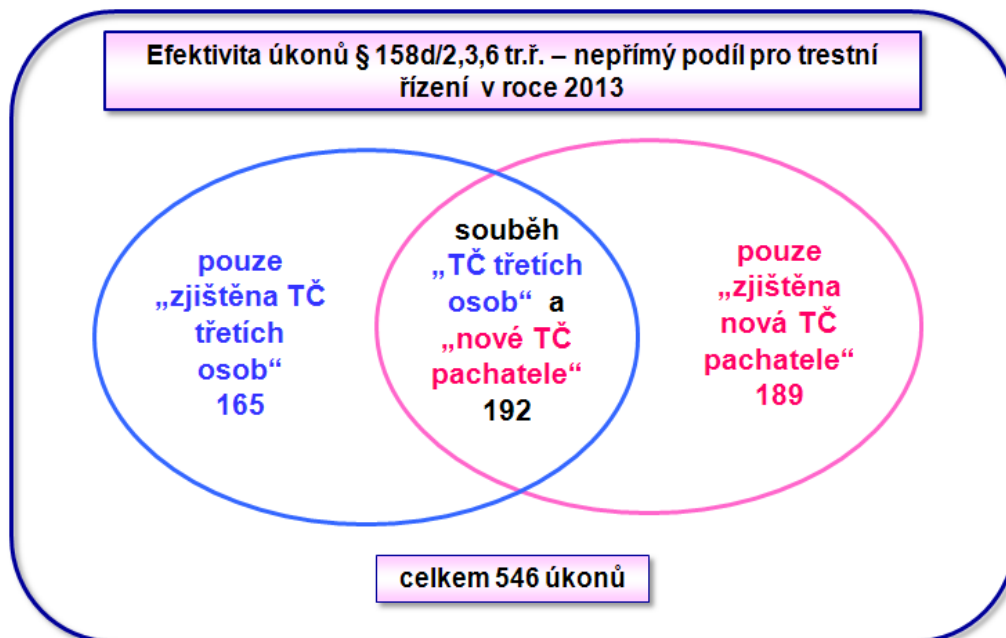 Efektivita úkonů § 158d/2,3,6 tr.ř. – nepřímý podíl pro trestní
řízení v roce 2013
pouze
„zjištěna TČ
třetích
osob“
165
souběh
„TČ třetích
osob“ a
„nové TČ
pachatele“
192
pouze
„zjištěna
nová TČ
pachatele“
189
celkem 546 úkonů